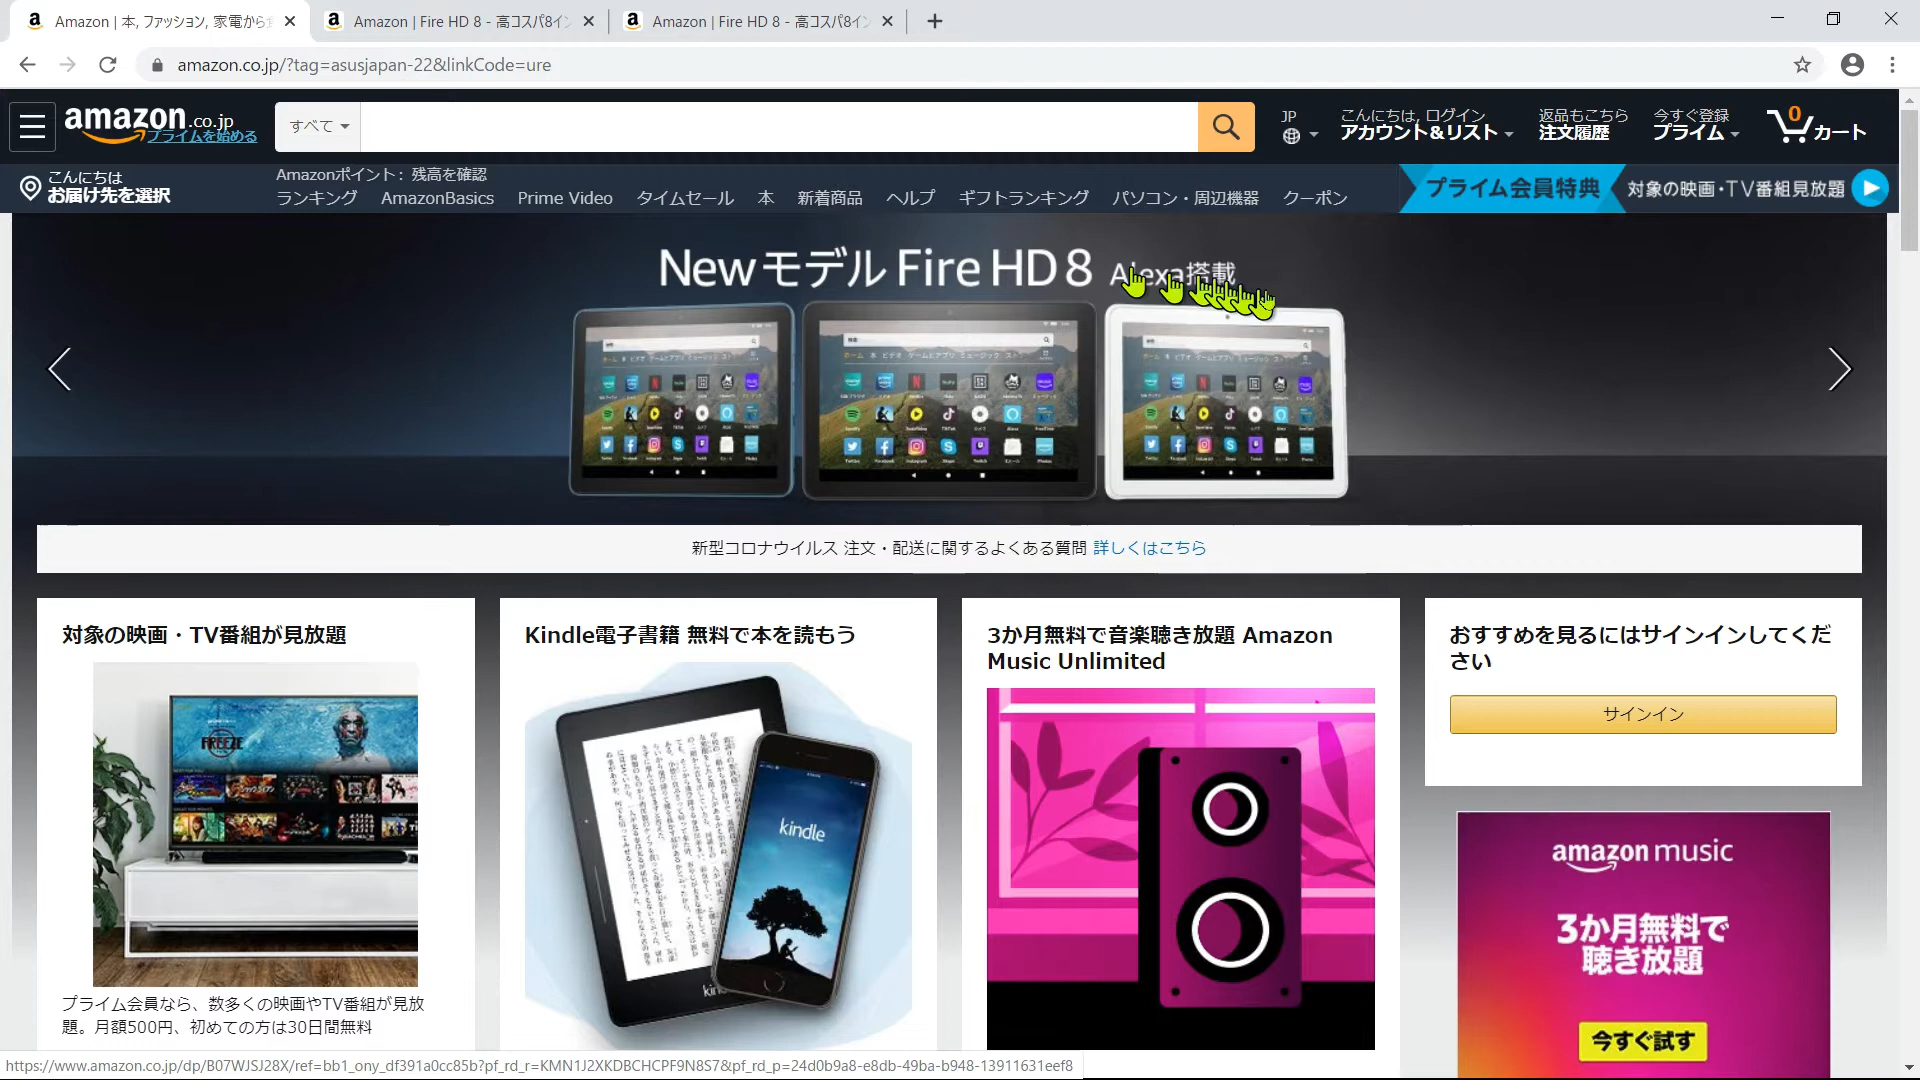 Amazon | 本, ファッション, 家電から
Amazon | Fire HD 8 - 高コスパ8イン
Amazon | Fire HD 8 - 高コスパ8イン
amazon.co.jp/?tag=asusjapan-22&linkCode=ure
amazon.co.jp
プライムを始める
すべて
JP
こんにちは, ログイン
アカウント&リスト
返品もこちら
注文履歴
今すぐ登録
プライム
0
カート
こんにちは
お届け先を選択
Amazonポイント: 残高を確認
ランキング AmazonBasics Prime Video タイムセール 本 新着商品 ヘルプ ギフトランキング パソコン・周辺機器 クーポン
プライム会員特典 対象の映画・TV番組見放題
Newモデル Fire HD 8 Alexa搭載
新型コロナウイルス 注文・配送に関するよくある質問 詳しくはこちら
対象の映画・TV番組が見放題
FREEZE
プライム会員なら、数多くの映画やTV番組が見放
題。月額500円、初めての方は30日間無料
Kindle電子書籍 無料で本を読もう
kindle
3か月無料で音楽聴き放題 Amazon
Music Unlimited
おすすめを見るにはサインインしてくだ
さい
サインイン
amazon music
3か月無料で
聴き放題
今すぐ試す
https://www.amazon.co.jp/dp/B07WJSJ28X/ref=bb1_ony_df391a0cc85b?pf_rd_r=KMN1J2XKDBCHCPF9N8S7&pf_rd_p=24d0b9a8-e8db-49ba-b948-13911631eef8